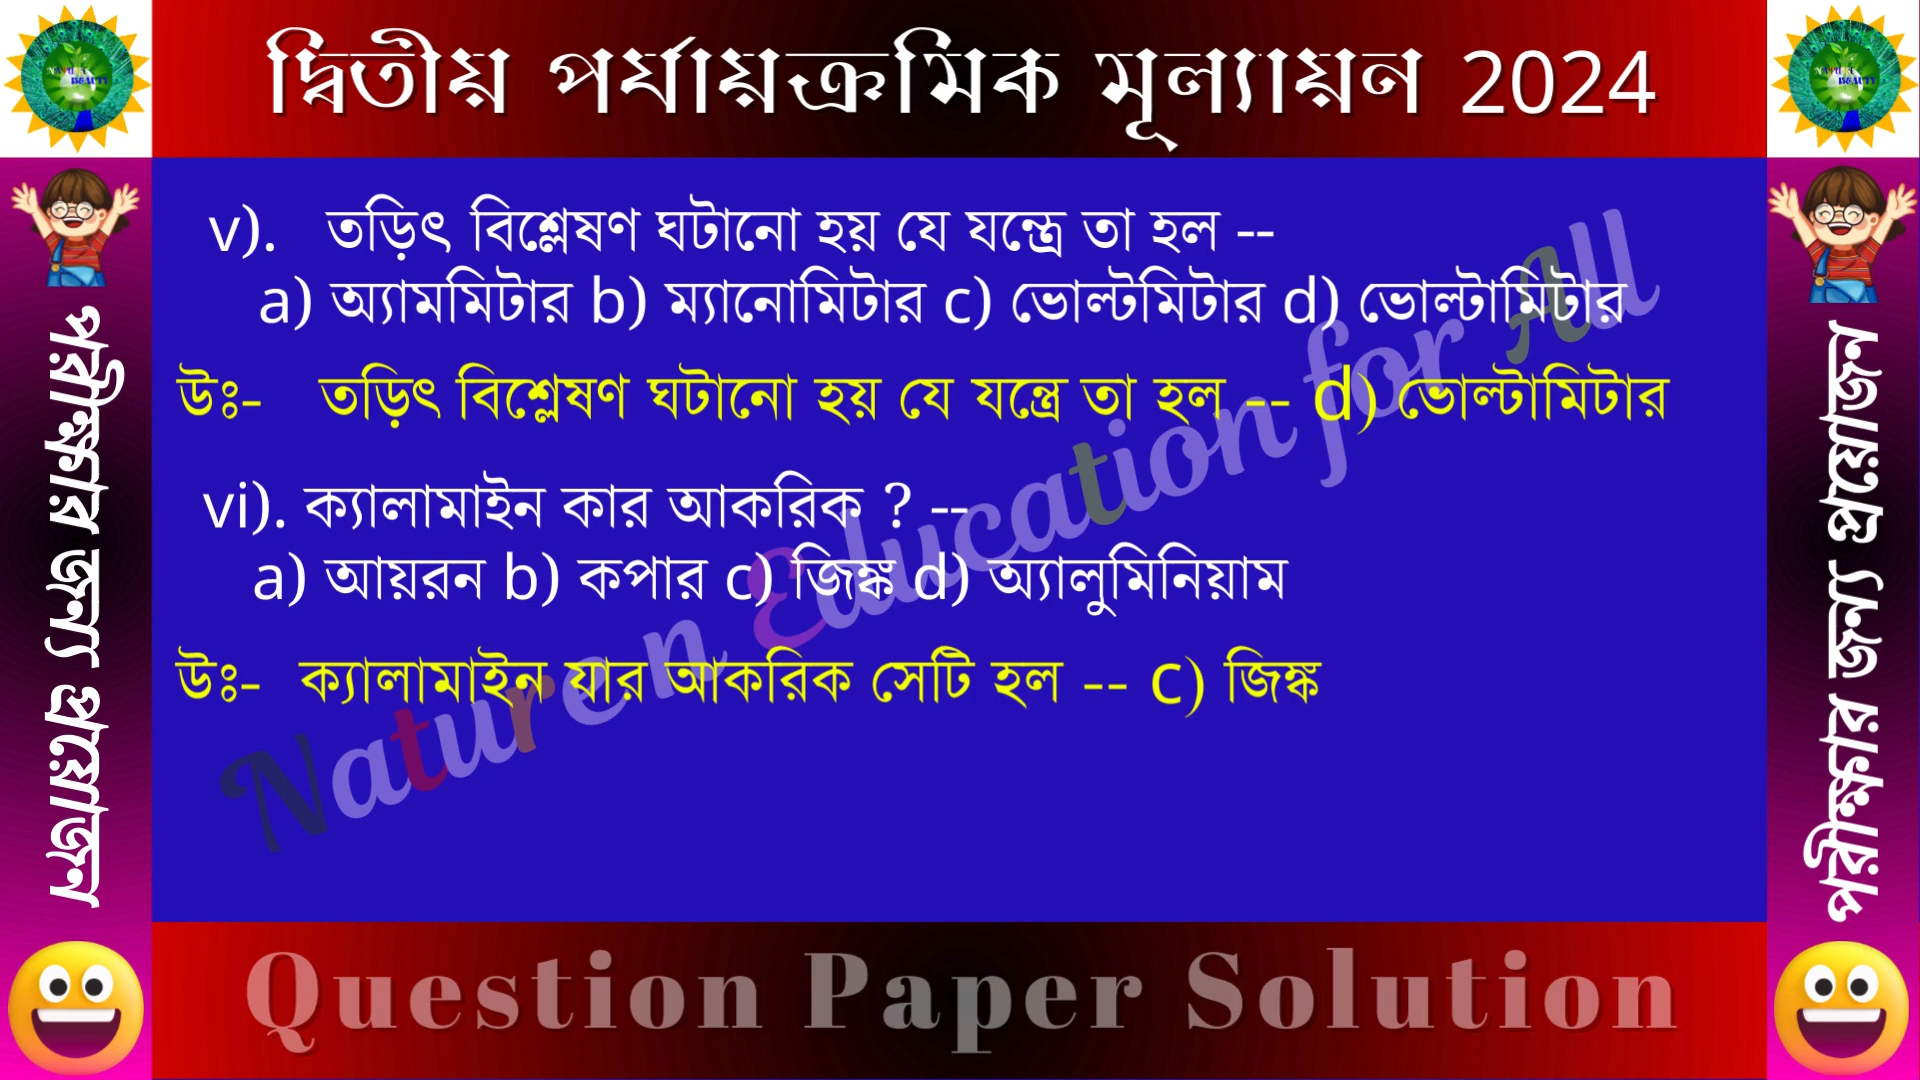 দ্বিতীয় পর্যায়ক্রমিক মূল্যায়ন 2024
v). তড়িৎ বিশ্লেষণ ঘটানো হয় যে যন্ত্রে তা হল --
a) অ্যামমিটার b) ম্যানোমিটার c) ভোল্টমিটার d) ভোল্টামিটার
উঃ- তড়িৎ বিশ্লেষণ ঘটানো হয় যে যন্ত্রে তা হল -- d) ভোল্টামিটার
vi). ক্যালামাইন কার আকরিক ? --
a) আয়রন b) কপার c) জিঙ্ক d) অ্যালুমিনিয়াম
উঃ- ক্যালামাইন যার আকরিক সেটি হল -- c) জিঙ্ক
Naturen Education for All
পরীক্ষার জন্য প্রয়োজন
পরীক্ষার জন্য প্রয়োজন
Question Paper Solution